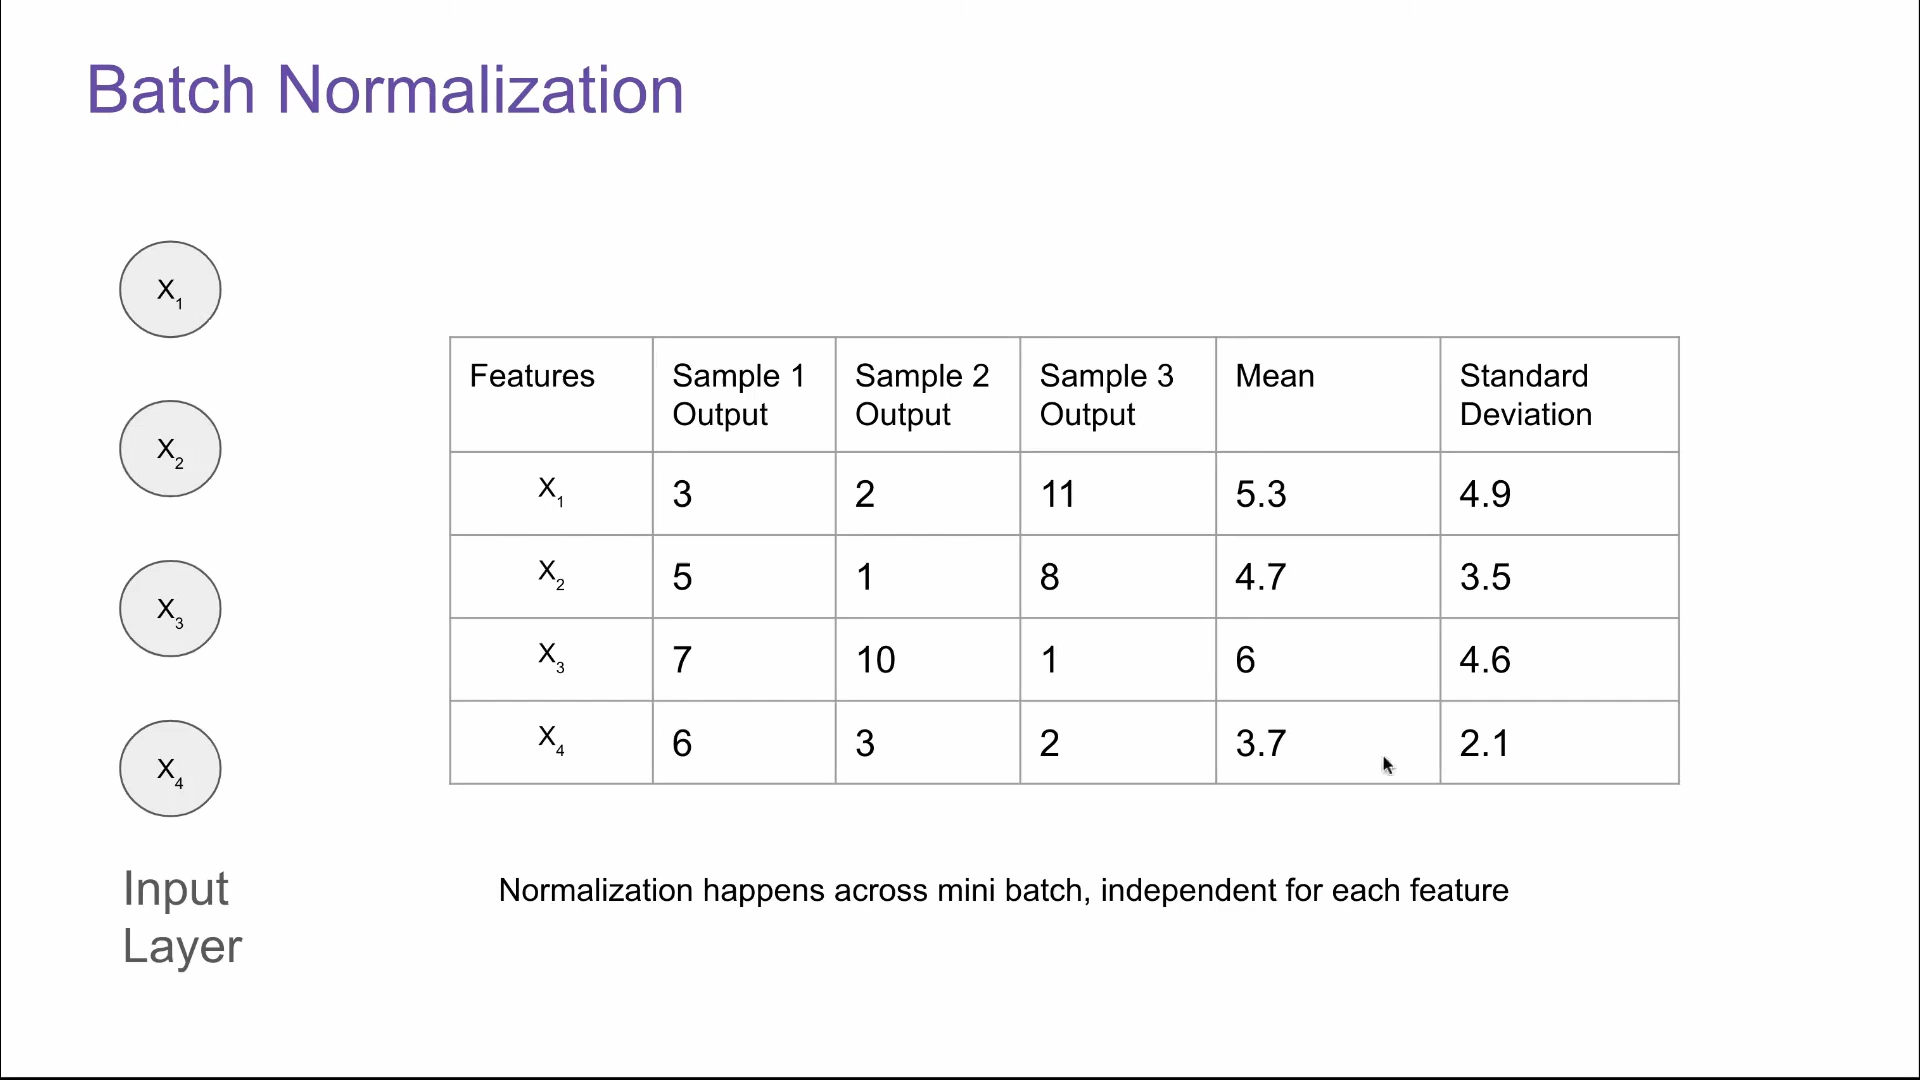 Batch Normalization
X1
X2
X3
X4
Input
Layer
Features Sample 1 Output Sample 2 Output Sample 3 Output Mean Standard Deviation
X1 3 2 11 5.3 4.9
X2 5 1 8 4.7 3.5
X3 7 10 1 6 4.6
X4 6 3 2 3.7 2.1
Normalization happens across mini batch, independent for each feature